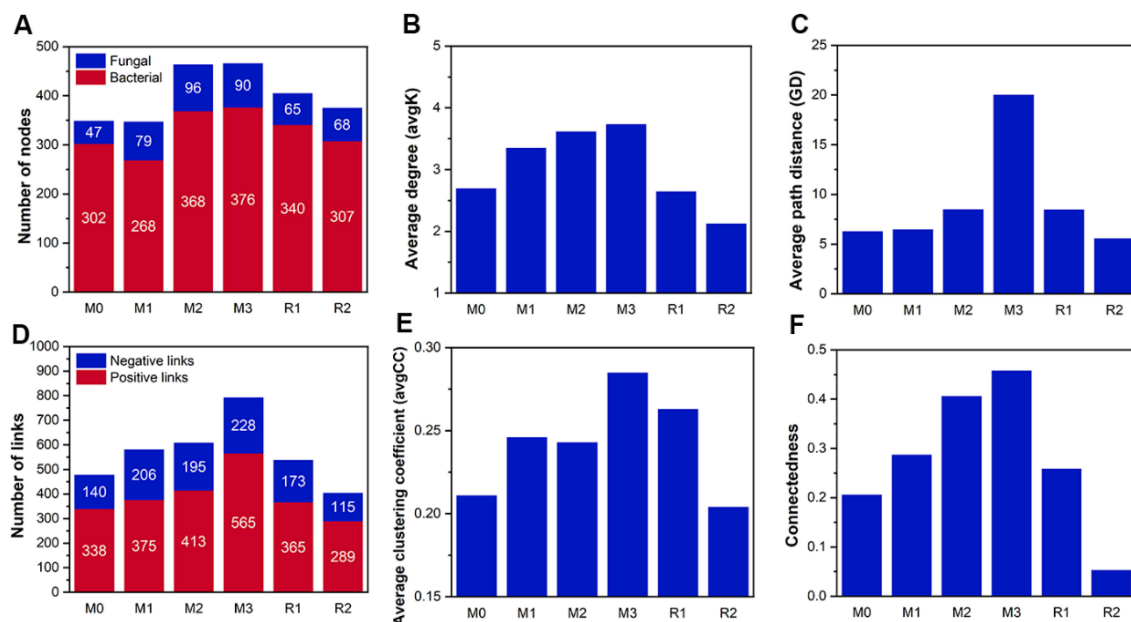 A
Number of nodes
500
400
300
200
100
0
Fungal
Bacterial
47
79
96
90
65
68
302
268
368
376
340
307
M0 M1 M2 M3 R1 R2
B
Average degree (avgK)
5
4
3
2
1
M0 M1 M2 M3 R1 R2
C
Average path distance (GD)
25
20
15
10
5
0
M0 M1 M2 M3 R1 R2
D
Number of links
1000
900
800
700
600
500
400
300
200
100
0
Negative links
Positive links
140
206
195
228
173
115
338
375
413
565
365
289
M0 M1 M2 M3 R1 R2
E
Average clustering coefficient (avgCC)
0.30
0.25
0.20
0.15
M0 M1 M2 M3 R1 R2
F
Connectedness
0.5
0.4
0.3
0.2
0.1
0.0
M0 M1 M2 M3 R1 R2